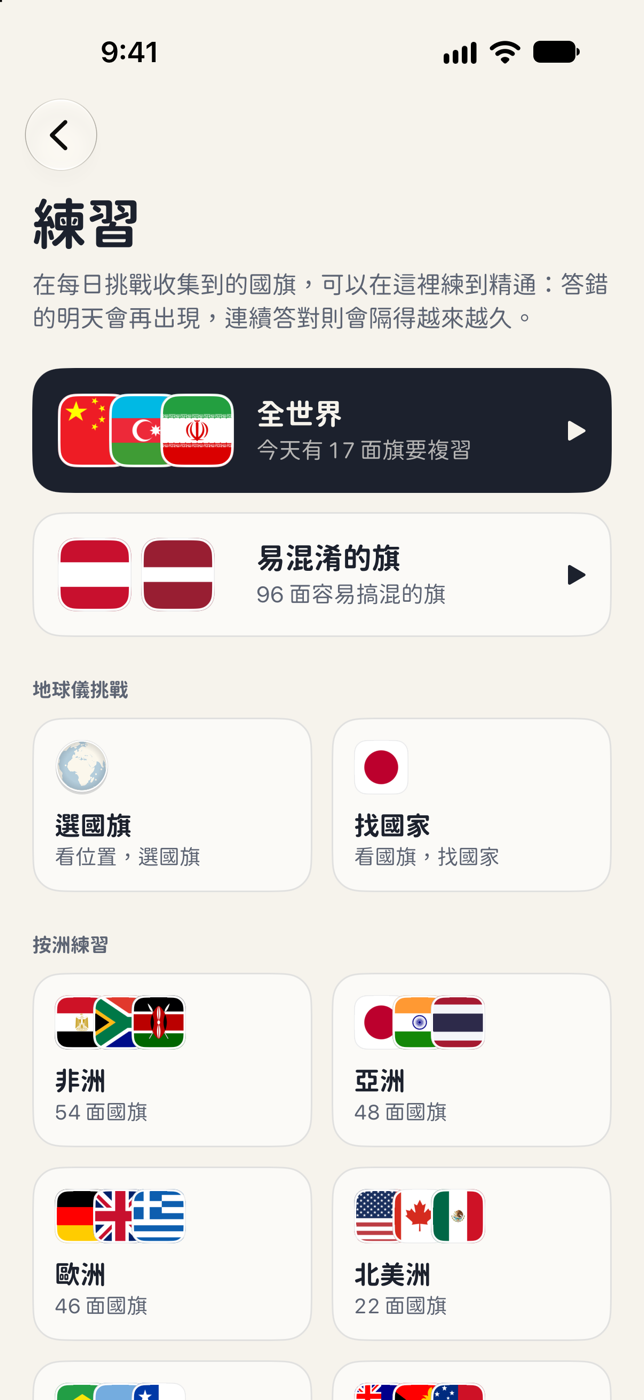 9:41
練習
在每日挑戰收集到的國旗，可以在這裡練到精通：答錯
的明天會再出現，連續答對則會隔得越來越久。
全世界
今天有 17 面旗要複習
易混淆的旗
96 面容易搞混的旗
地球儀挑戰
選國旗
看位置，選國旗
找國家
看國旗，找國家
按洲練習
非洲
54 面國旗
亞洲
48 面國旗
歐洲
46 面國旗
北美洲
22 面國旗